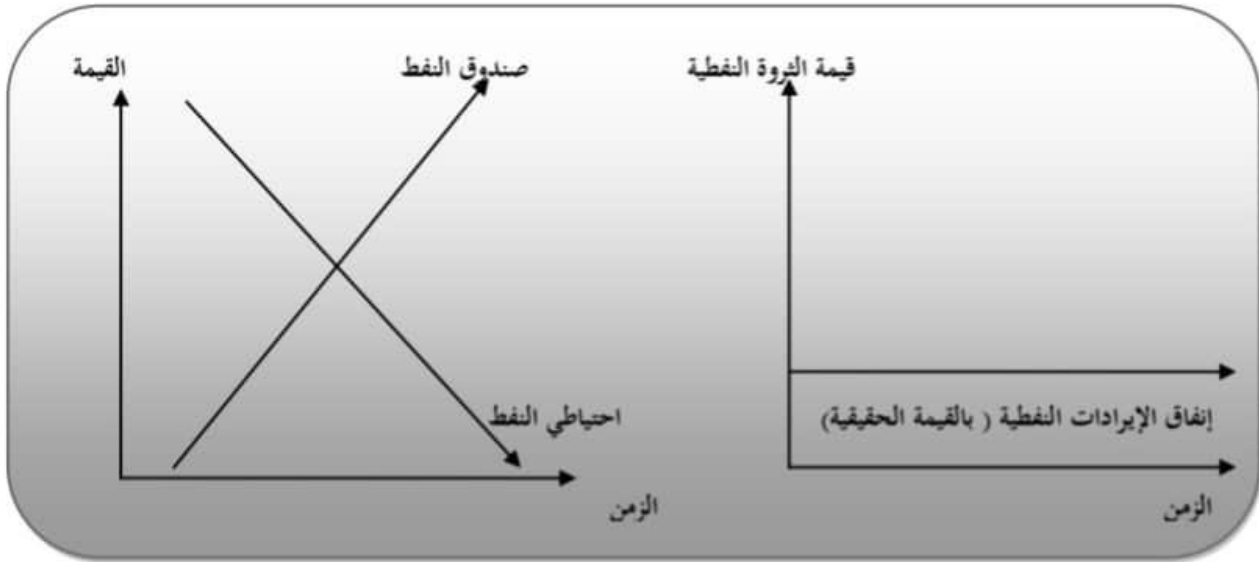 قيمة الثروة النفطية
إنفاق الإيرادات النفطية ( بالقيمة الحقيقية)
الزمن
صندوق النفط
القيمة
احتياطي النفط
الزمن